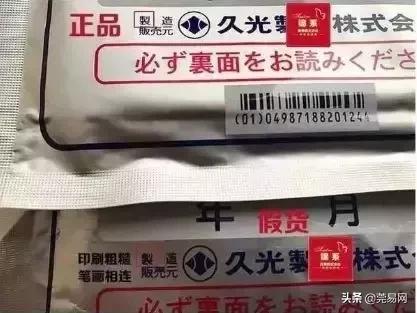 正品 製造 販売元 久光製 株式会
必ず裏面をお読みくださ
(01)0498718820124
年 假货 月
印刷粗糙 笔画相连 製造 販売元 久光製 株式会
必ず裏面をお読みくだ
头条 @莞易网